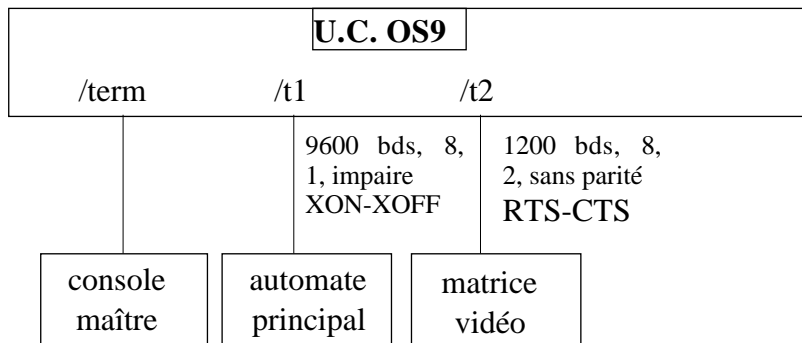 U.C. OS9
/term /t1 /t2
9600 bds, 8,
1, impaire
XON-XOFF
1200 bds, 8,
2, sans parité
RTS-CTS
console
maître
automate
principal
matrice
vidéo